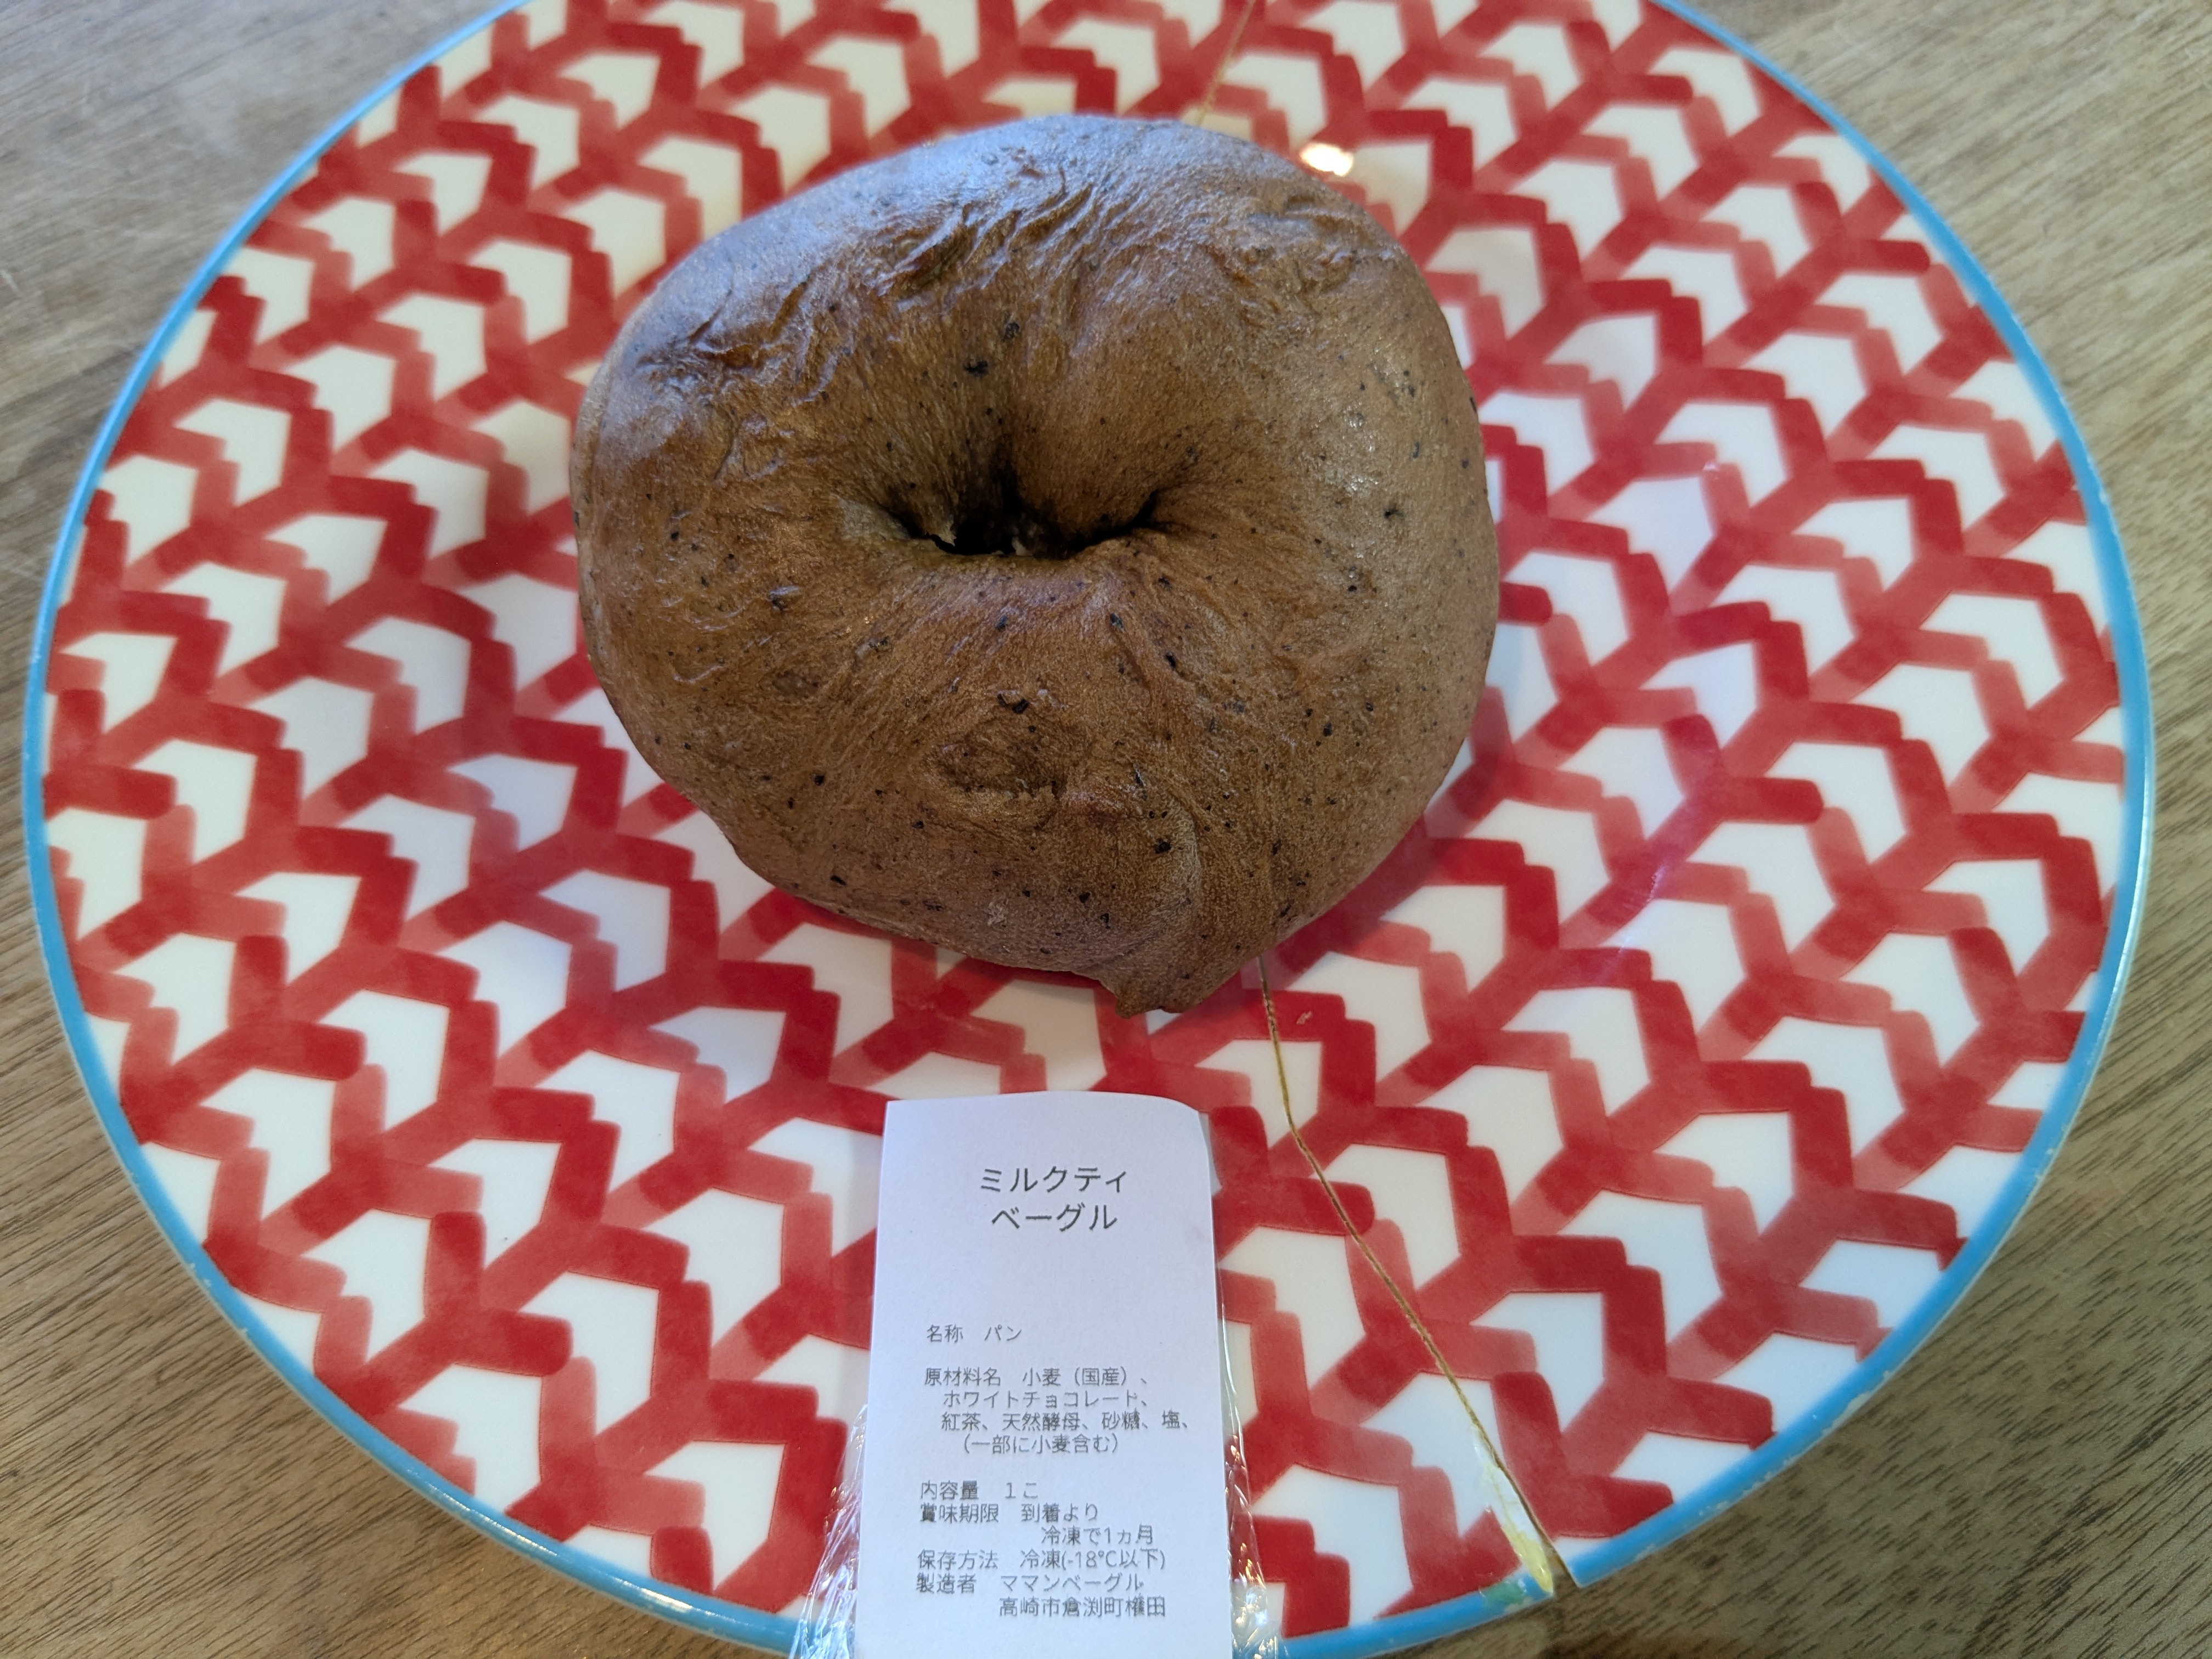 ミルクティ
ベーグル
名称　パン
原材料名　小麦（国産）、
ホワイトチョコレート、
紅茶、天然酵母、砂糖、塩、
（一部に小麦含む）
内容量　１こ
賞味期限　到着より
冷凍で1ヵ月
保存方法　冷凍(-18℃以下)
製造者　ママンベーグル
高崎市倉渕町権田